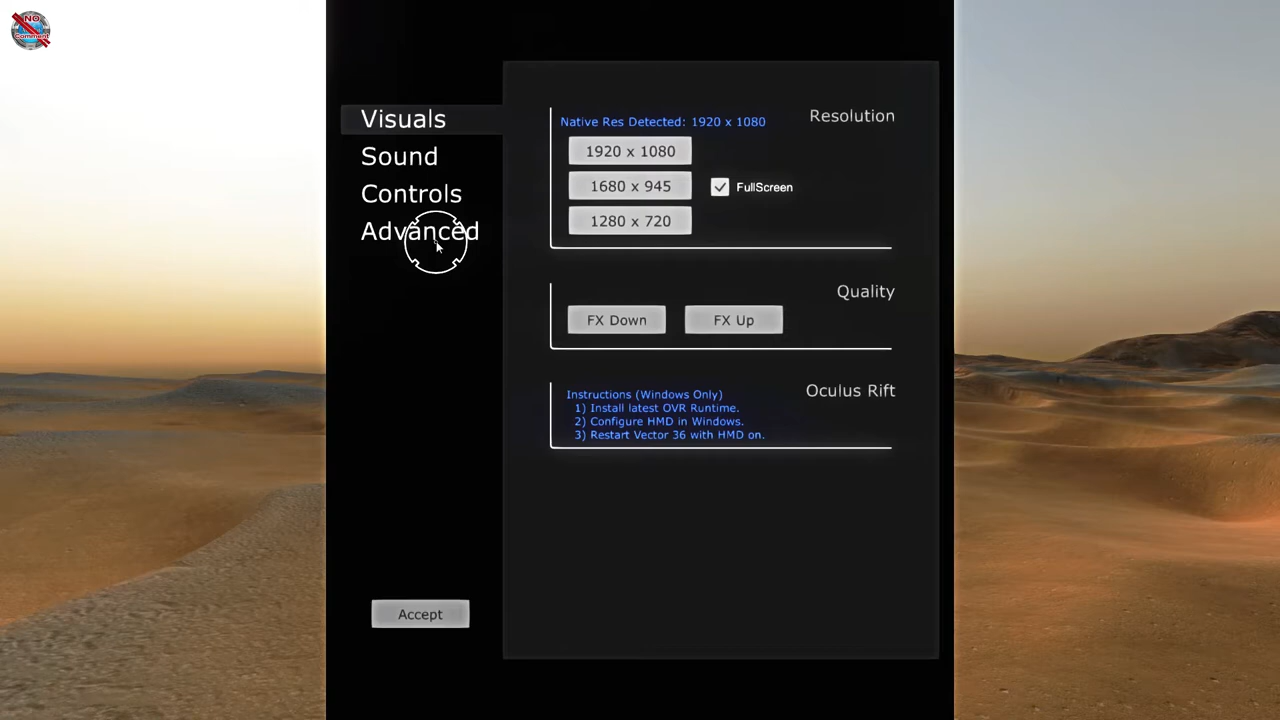 NO
Comment
Visuals
Sound
Controls
Advanced
Accept
Resolution
Native Res Detected: 1920 x 1080
1920 x 1080
1680 x 945
FullScreen
1280 x 720
Quality
FX Down
FX Up
Oculus Rift
Instructions (Windows Only)
1) Install latest OVR Runtime.
2) Configure HMD in Windows.
3) Restart Vector 36 with HMD on.